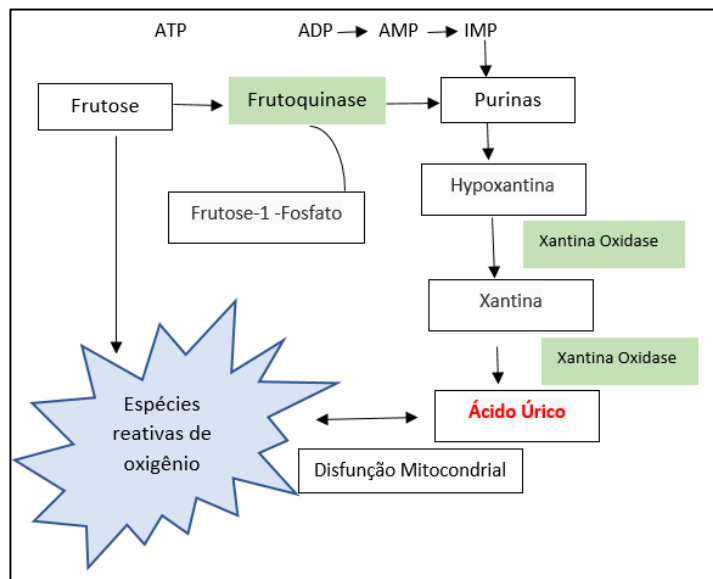 ATP ADP AMP IMP
Frutose
Frutoquinase
Purinas
Frutose-1 -Fosfato
Hypoxantina
Xantina Oxidase
Xantina
Xantina Oxidase
Ácido Úrico
Espécies
reativas de
oxigênio
Disfunção Mitocondrial